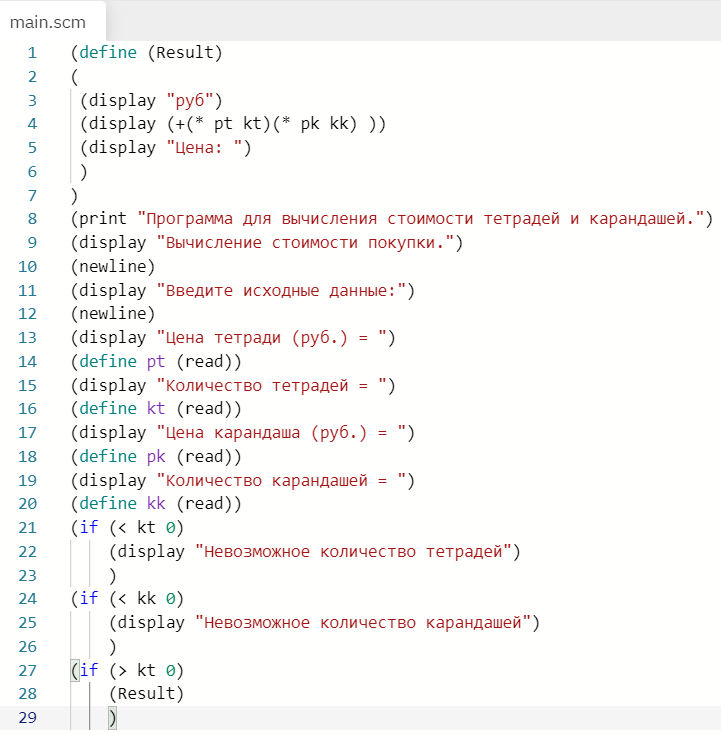 main.scm
1 (define (Result)
2 (
3 (display "руб")
4 (display (+(* pt kt)(* pk kk) ))
5 (display "Цена: ")
6 )
7 )
8 (print "Программа для вычисления стоимости тетрадей и карандашей.")
9 (display "Вычисление стоимости покупки.")
10 (newline)
11 (display "Введите исходные данные:")
12 (newline)
13 (display "Цена тетради (руб.) = ")
14 (define pt (read))
15 (display "Количество тетрадей = ")
16 (define kt (read))
17 (display "Цена карандаша (руб.) = ")
18 (define pk (read))
19 (display "Количество карандашей = ")
20 (define kk (read))
21 (if (< kt 0)
22 (display "Невозможное количество тетрадей")
23 )
24 (if (< kk 0)
25 (display "Невозможное количество карандашей")
26 )
27 (if (> kt 0)
28 (Result)
29 )